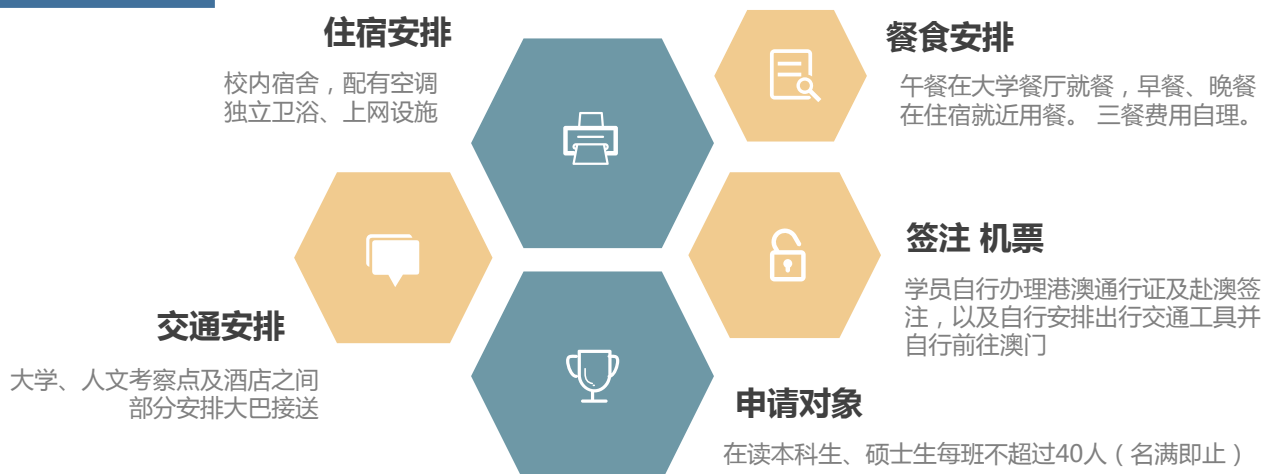 住宿安排
校内宿舍，配有空调
独立卫浴、上网设施
餐食安排
午餐在大学餐厅就餐，早餐、晚餐
在住宿就近用餐。 三餐费用自理。
签注 机票
学员自行办理港澳通行证及赴澳签
注，以及自行安排出行交通工具并
自行前往澳门
交通安排
大学、人文考察点及酒店之间
部分安排大巴接送
申请对象
在读本科生、硕士生每班不超过40人（名满即止）